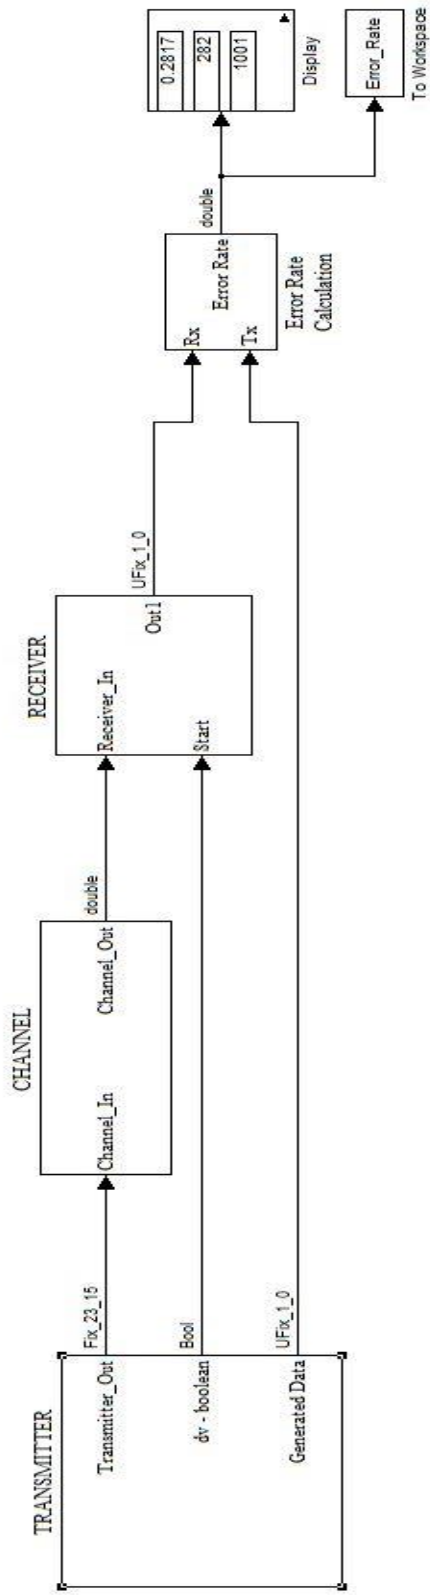 TRANSMITTER
Transmitter_Out
dv - boolean
Generated Data
Fix_23_15
Bool
UFix_1_0
CHANNEL
Channel_In
Channel_Out
double
RECEIVER
Receiver_In
Start
Out1
UFix_1_0
Rx
Tx
Error Rate
Error Rate
Calculation
double
0.2817
282
1001
Display
Error_Rate
To Workspace